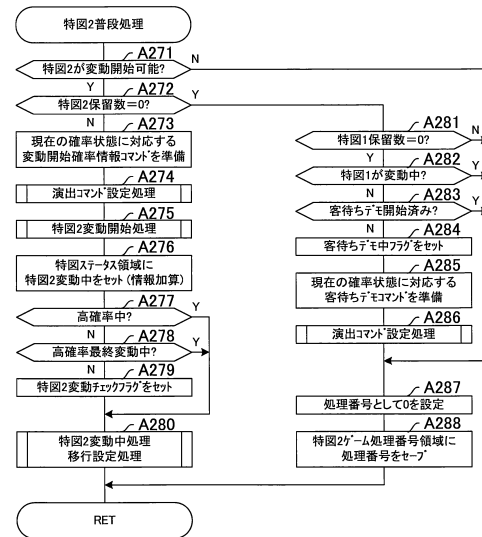 特図2普段処理
A271
特図2が変動開始可能?
N
Y
A272
特図2保留数=0?
Y
N
A273
現在の確率状態に対応する
変動開始確率情報コマンドを準備
A274
演出コマンド設定処理
A275
特図2変動開始処理
A276
特図ステータス領域に
特図2変動中をセット(情報加算)
A277
高確率中?
Y
N
A278
高確率最終変動中?
Y
N
A279
特図2変動チェックフラグをセット
A280
特図2変動中処理
移行設定処理
RET
A281
特図1保留数=0?
N
Y
A282
特図1が変動中?
Y
N
A283
客待ちデモ開始済み?
Y
N
A284
客待ちデモ中フラグをセット
A285
現在の確率状態に対応する
客待ちデモコマンドを準備
A286
演出コマンド設定処理
A287
処理番号として0を設定
A288
特図2ゲーム処理番号領域に
処理番号をセーブ